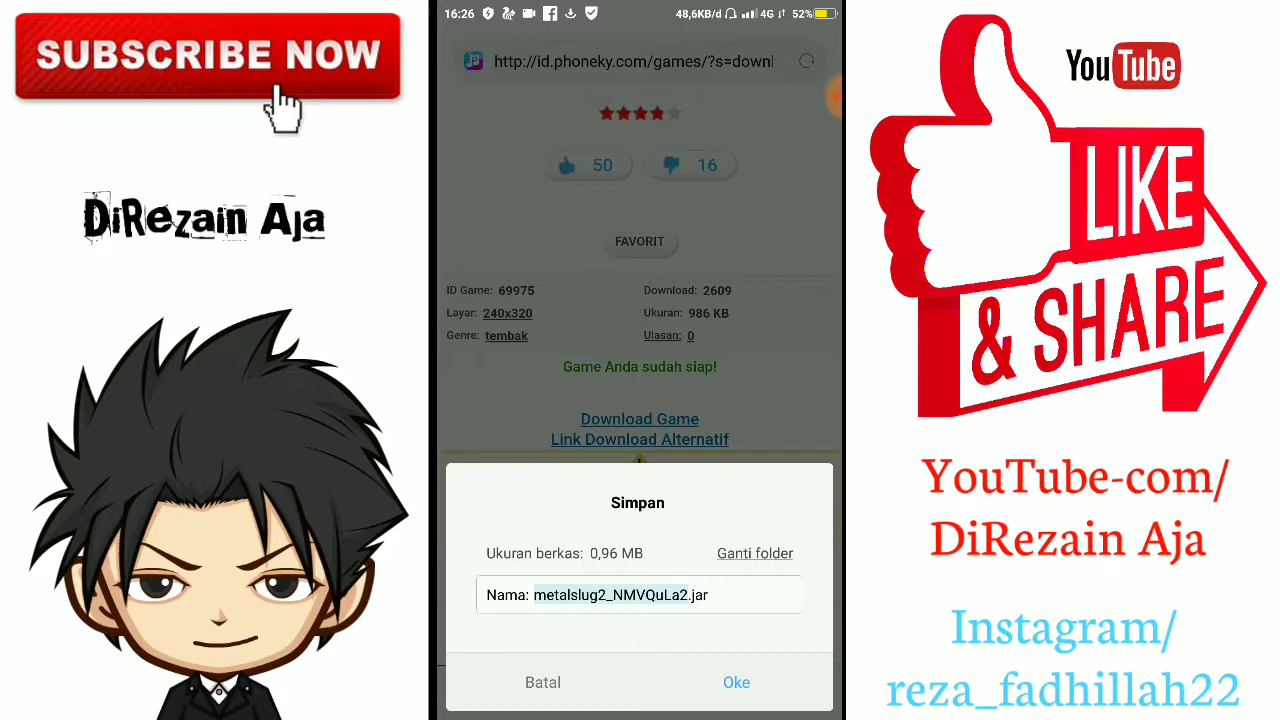 SUBSCRIBE NOW
DiRezain Aja
16:26
48,6KB/d
4G
52%
http://id.phoneky.com/games/?s=downl
50
16
FAVORIT
ID Game: 69975
Download: 2609
Layar: 240x320
Ukuran: 986 KB
Genre: tembak
Ulasan: 0
Game Anda sudah siap!
Download Game
Link Download Alternatif
Simpan
Ukuran berkas: 0,96 MB
Ganti folder
Nama: metalslug2_NMVQuLa2.jar
Batal
Oke
YouTube
LIKE
& SHARE
YouTube-com/
DiRezain Aja
Instagram/
reza_fadhillah22